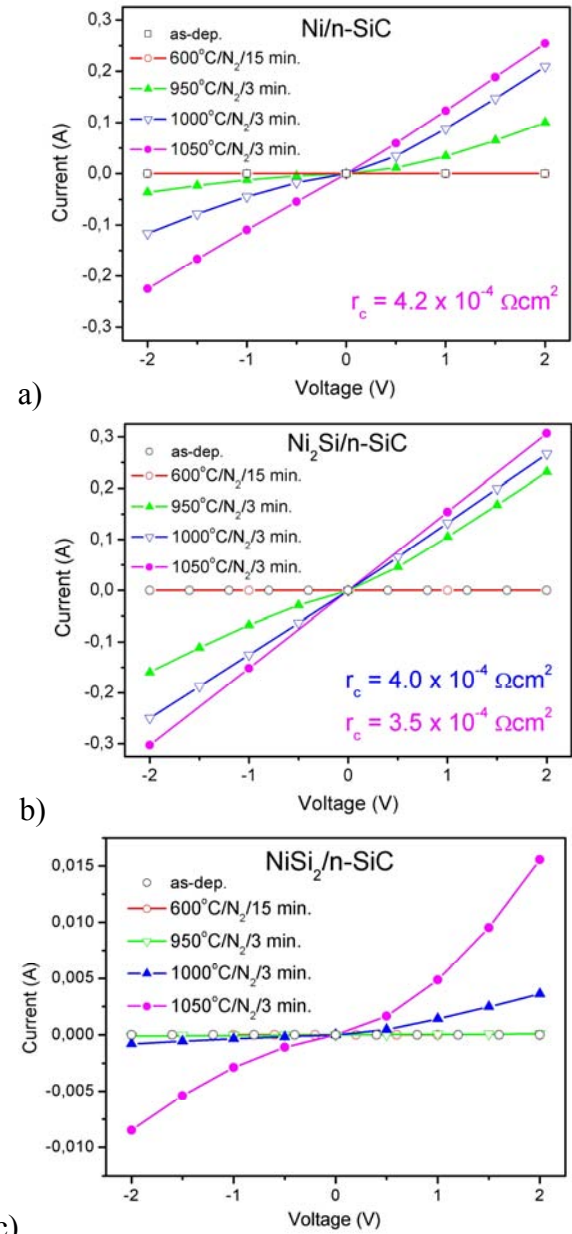 Ni/n-SiC
as-dep.
600°C/N₂/15 min.
950°C/N₂/3 min.
1000°C/N₂/3 min.
1050°C/N₂/3 min.
r_c = 4.2 x 10⁻⁴ Ωcm²
0,3
0,2
0,1
0,0
-0,1
-0,2
-0,3
Current (A)
-2 -1 0 1 2
Voltage (V)
a)
Ni₂Si/n-SiC
as-dep.
600°C/N₂/15 min.
950°C/N₂/3 min.
1000°C/N₂/3 min.
1050°C/N₂/3 min.
r_c = 4.0 x 10⁻⁴ Ωcm²
r_c = 3.5 x 10⁻⁴ Ωcm²
0,3
0,2
0,1
0,0
-0,1
-0,2
-0,3
Current (A)
-2 -1 0 1 2
Voltage (V)
b)
NiSi₂/n-SiC
as-dep.
600°C/N₂/15 min.
950°C/N₂/3 min.
1000°C/N₂/3 min.
1050°C/N₂/3 min.
0,015
0,010
0,005
0,000
-0,005
-0,010
Current (A)
-2 -1 0 1 2
Voltage (V)
c)